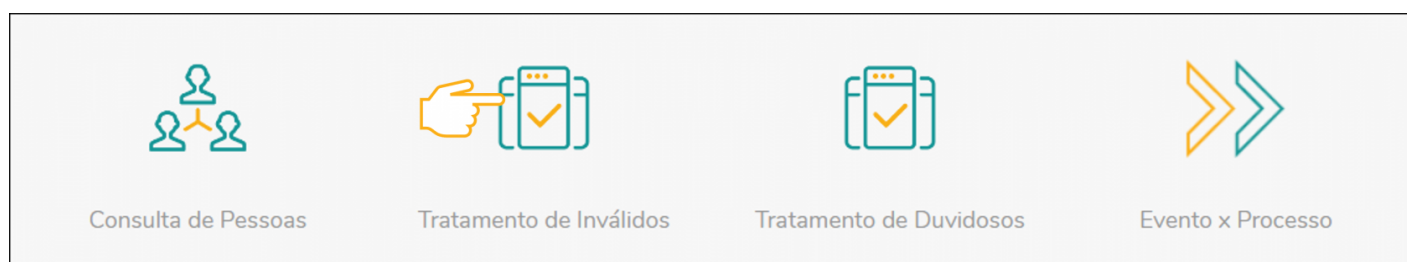 Consulta de Pessoas
Tratamento de Inválidos
Tratamento de Duvidosos
Evento x Processo